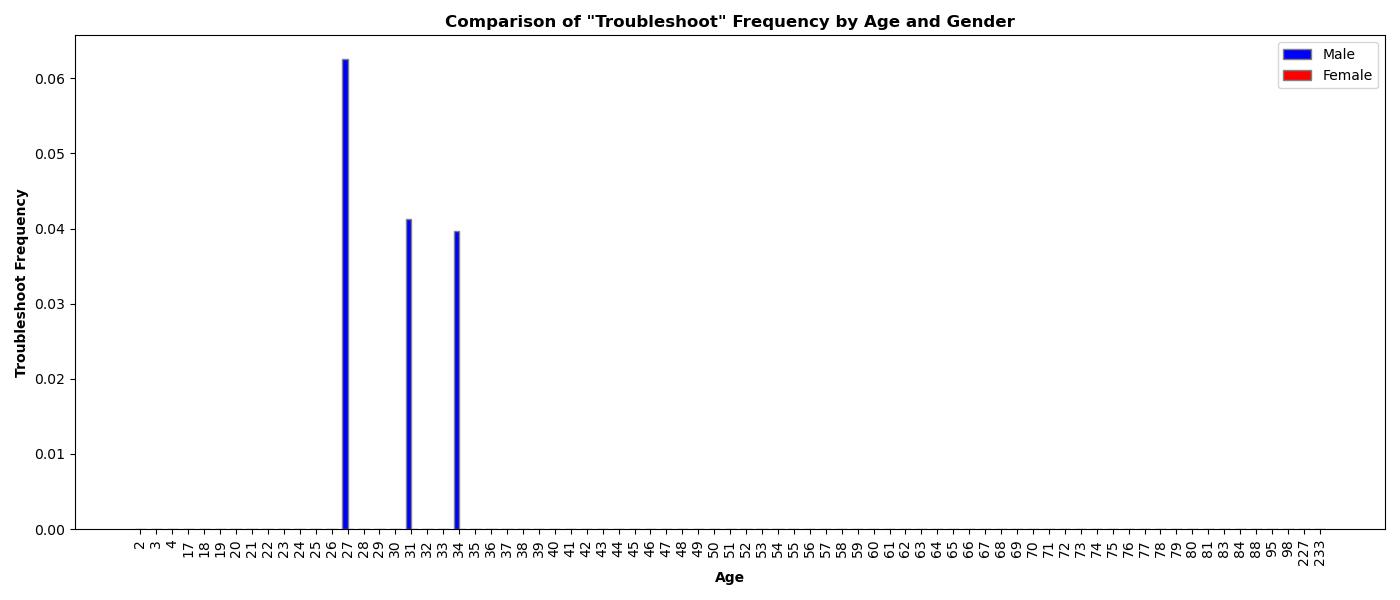 Comparison of "Troubleshoot" Frequency by Age and Gender
Male
Female
Troubleshoot Frequency
0.06
0.05
0.04
0.03
0.02
0.01
0.00
2 3 4 17 18 19 20 21 22 23 24 25 26 27 28 29 30 31 32 33 34 35 36 37 38 39 40 41 42 43 44 45 46 47 48 49 50 51 52 53 54 55 56 57 58 59 60 61 62 63 64 65 66 67 68 69 70 71 72 73 74 75 76 77 78 79 80 81 83 84 88 95 98 227 233
Age